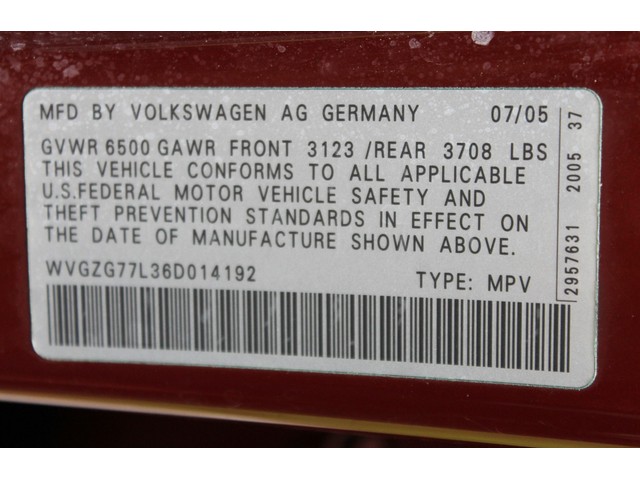 MFD BY VOLKSWAGEN AG GERMANY 07/05
GVWR 6500 GAWR FRONT 3123 /REAR 3708 LBS
THIS VEHICLE CONFORMS TO ALL APPLICABLE
U.S.FEDERAL MOTOR VEHICLE SAFETY AND
THEFT PREVENTION STANDARDS IN EFFECT ON
THE DATE OF MANUFACTURE SHOWN ABOVE.
WVGZG77L36D014192 TYPE: MPV
2957631 2005 37